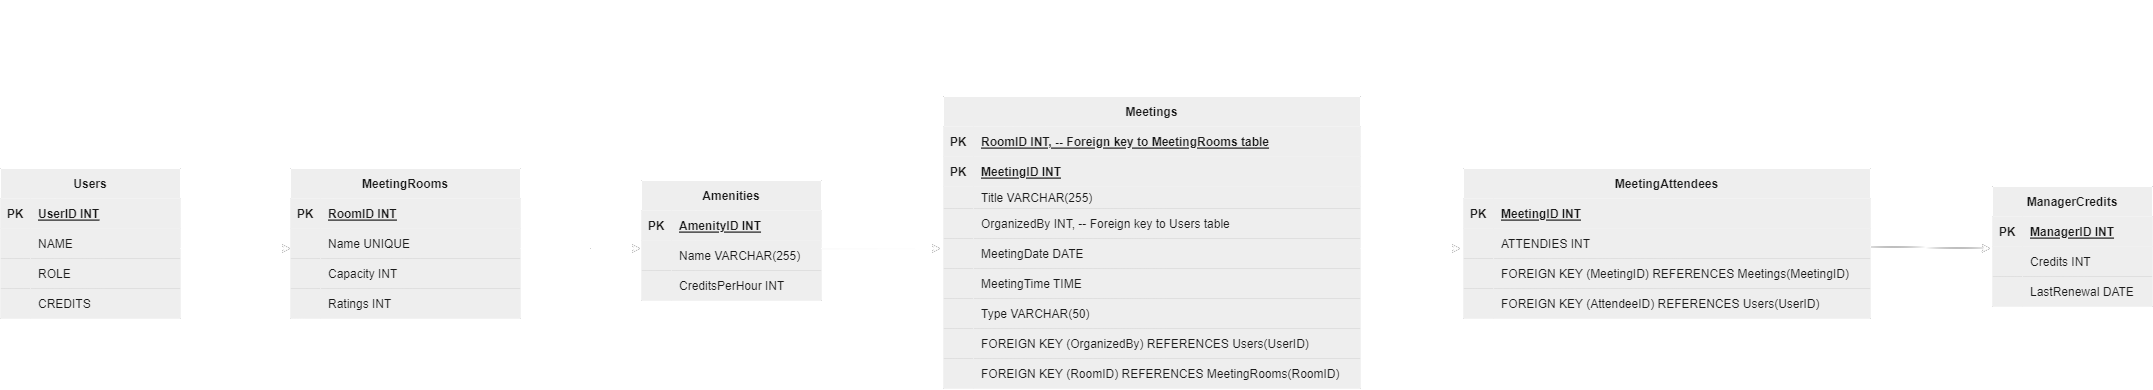 Users
PK UserID INT
NAME
ROLE
CREDITS
MeetingRooms
PK RoomID INT
Name UNIQUE
Capacity INT
Ratings INT
Amenities
PK AmenityID INT
Name VARCHAR(255)
CreditsPerHour INT
Meetings
PK RoomID INT, -- Foreign key to MeetingRooms table
PK MeetingID INT
Title VARCHAR(255)
OrganizedBy INT, -- Foreign key to Users table
MeetingDate DATE
MeetingTime TIME
Type VARCHAR(50)
FOREIGN KEY (OrganizedBy) REFERENCES Users(UserID)
FOREIGN KEY (RoomID) REFERENCES MeetingRooms(RoomID)
MeetingAttendees
PK MeetingID INT
ATTENDIES INT
FOREIGN KEY (MeetingID) REFERENCES Meetings(MeetingID)
FOREIGN KEY (AttendeeID) REFERENCES Users(UserID)
ManagerCredits
PK ManagerID INT
Credits INT
LastRenewal DATE